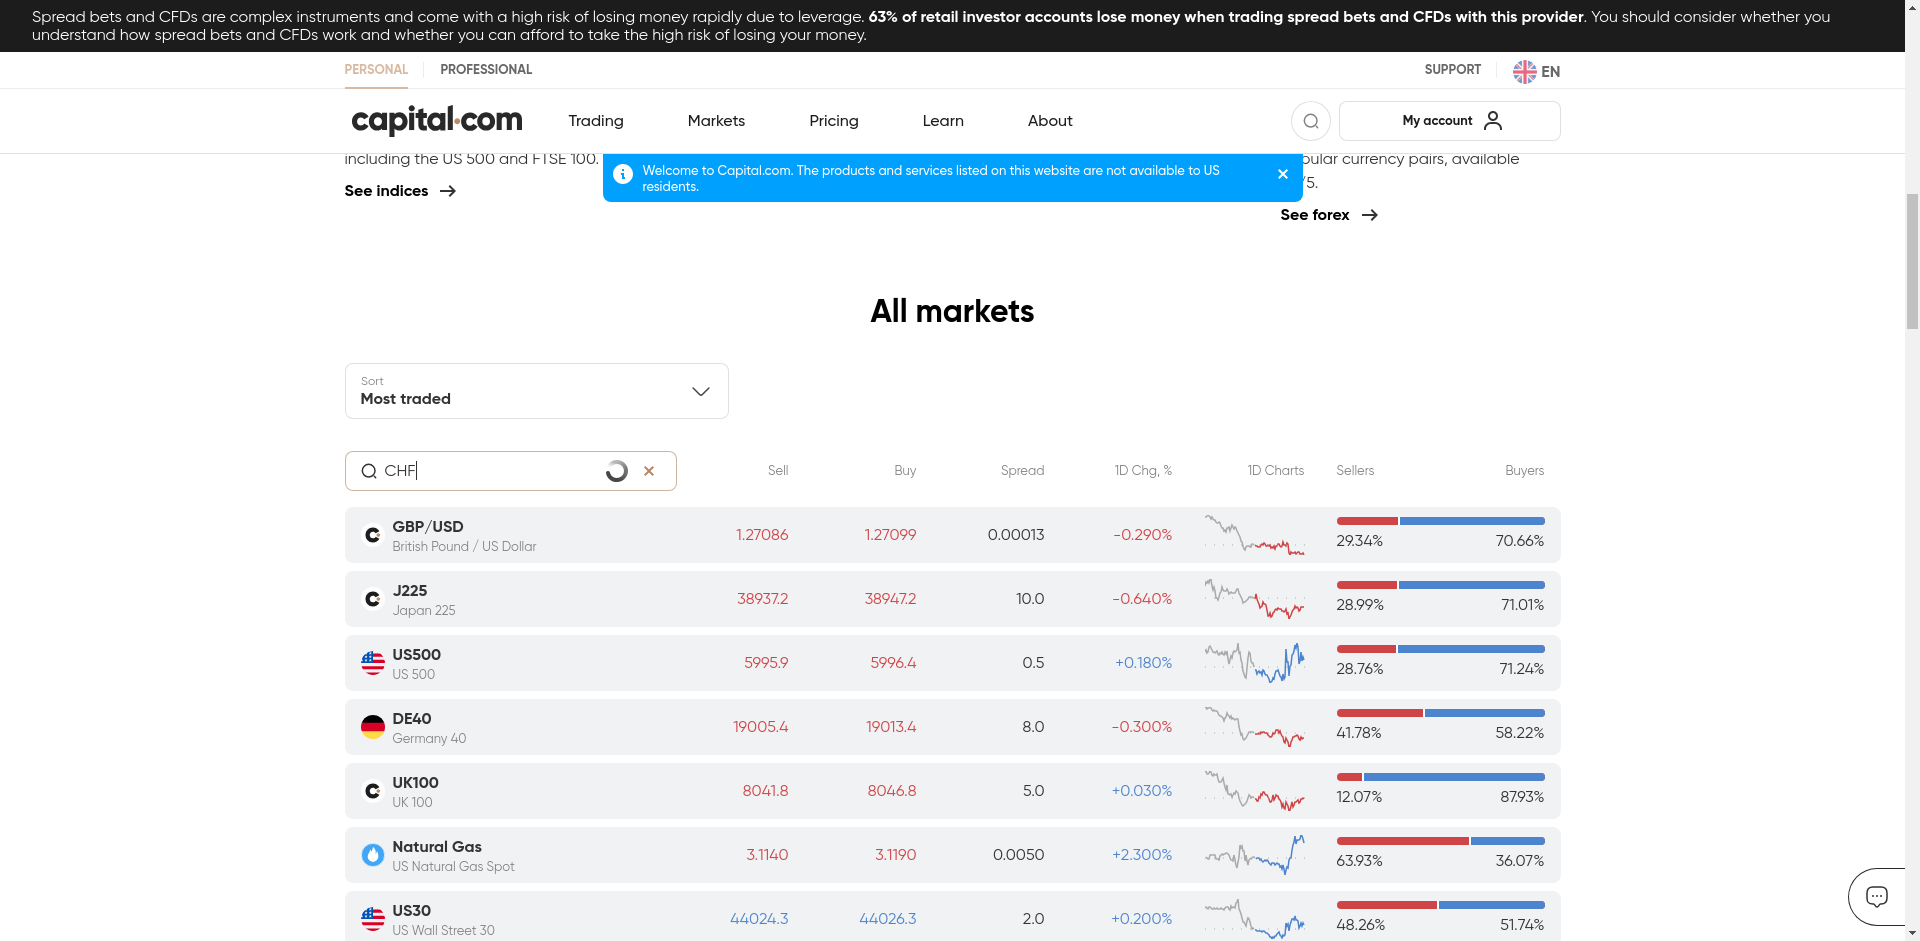 Spread bets and CFDs are complex instruments and come with a high risk of losing money rapidly due to leverage. 63% of retail investor accounts lose money when trading spread bets and CFDs with this provider. You should consider whether you
understand how spread bets and CFDs work and whether you can afford to take the high risk of losing your money.
PERSONAL PROFESSIONAL SUPPORT EN
capital.com Trading Markets Pricing Learn About My account
including the US 500 and FTSE 100.
Welcome to Capital.com. The products and services listed on this website are not available to US
residents.
currency pairs, available
/5.
See indices
See forex
All markets
Sort
Most traded
CHF Sell Buy Spread 1D Chg, % 1D Charts Sellers Buyers
GBP/USD 1.27086 1.27099 0.00013 -0.290% 29.34% 70.66%
British Pound / US Dollar
J225 38937.2 38947.2 10.0 -0.640% 28.99% 71.01%
Japan 225
US500 5995.9 5996.4 0.5 +0.180% 28.76% 71.24%
US 500
DE40 19005.4 19013.4 8.0 -0.300% 41.78% 58.22%
Germany 40
UK100 8041.8 8046.8 5.0 +0.030% 12.07% 87.93%
UK 100
Natural Gas 3.1140 3.1190 0.0050 +2.300% 63.93% 36.07%
US Natural Gas Spot
US30 44024.3 44026.3 2.0 +0.200% 48.26% 51.74%
US Wall Street 30